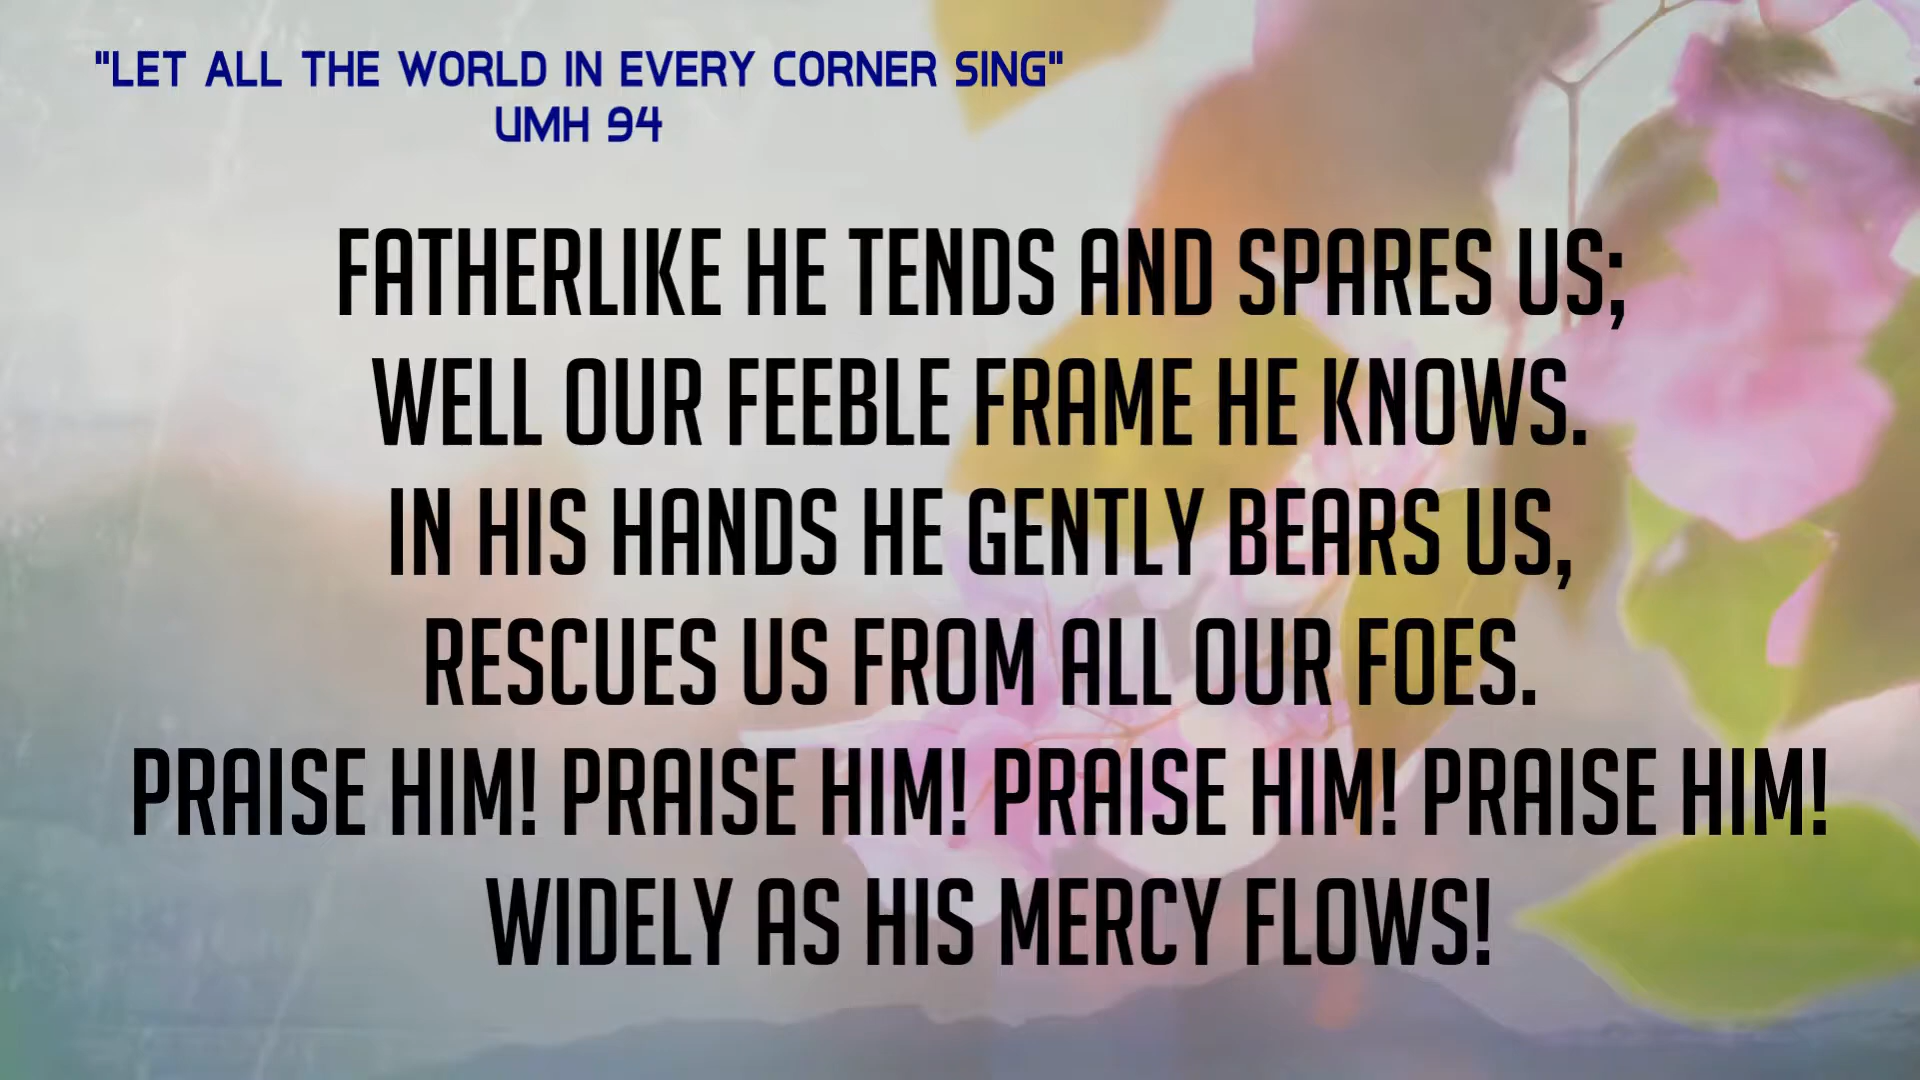 "LET ALL THE WORLD IN EVERY CORNER SING"
UMH 94
FATHERLIKE HE TENDS AND SPARES US;
WELL OUR FEEBLE FRAME HE KNOWS.
IN HIS HANDS HE GENTLY BEARS US,
RESCUES US FROM ALL OUR FOES.
PRAISE HIM! PRAISE HIM! PRAISE HIM! PRAISE HIM!
WIDELY AS HIS MERCY FLOWS!